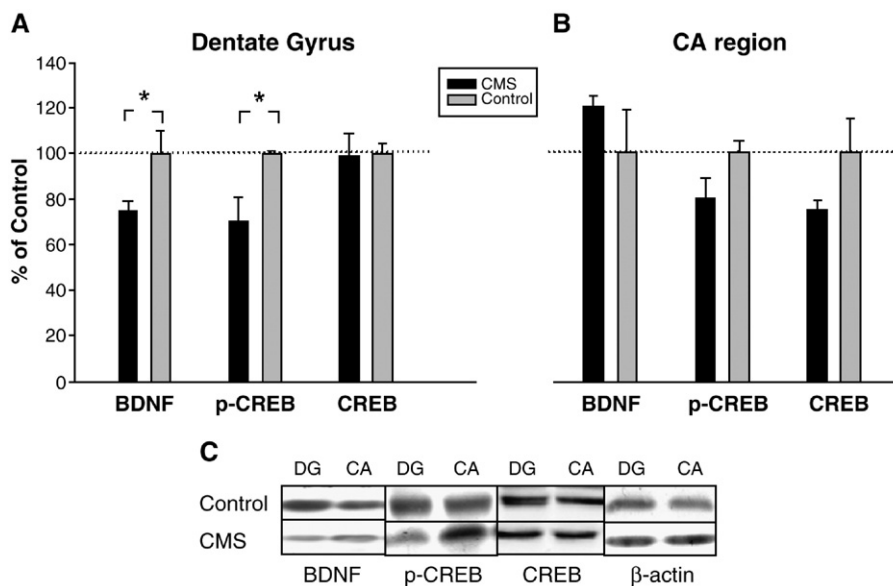 A
Dentate Gyrus
% of Control
140
120
100
80
60
40
20
0
* *
BDNF p-CREB CREB
CMS
Control
B
CA region
BDNF p-CREB CREB
C
DG CA DG CA DG CA DG CA
Control
CMS
BDNF p-CREB CREB β-actin